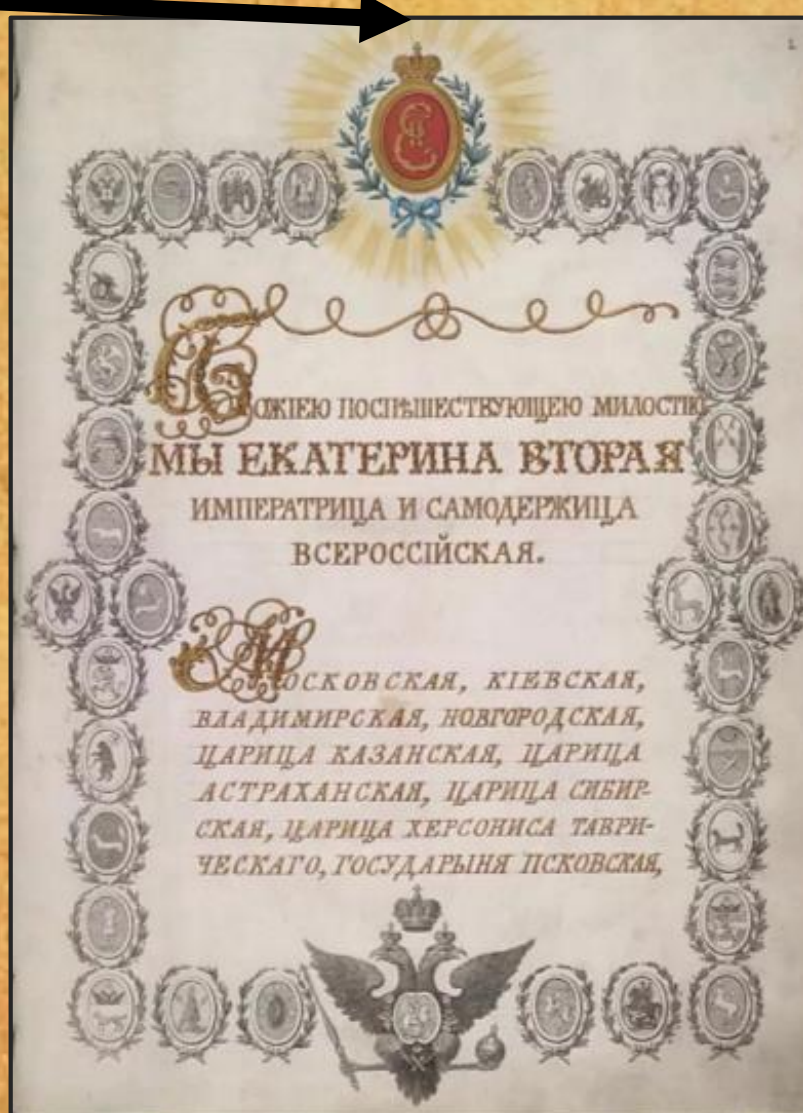 БОЖІЕЮ ПОСПѢШЕСТВУЮЩЕЮ МИЛОСТІЮ
МЫ ЕКАТЕРИНА ВТОРАЯ
ИМПЕРАТРИЦА И САМОДЕРЖИЦА
ВСЕРОССІЙСКАЯ.
МОСКОВСКАЯ, КІЕВСКАЯ,
ВЛАДИМИРСКАЯ, НОВГОРОДСКАЯ,
ЦАРИЦА КАЗАНСКАЯ, ЦАРИЦА
АСТРАХАНСКАЯ, ЦАРИЦА СИБИР-
СКАЯ, ЦАРИЦА ХЕРСОНИСА ТАВРИ-
ЧЕСКАГО, ГОСУДАРЫНЯ ПСКОВСКАЯ,